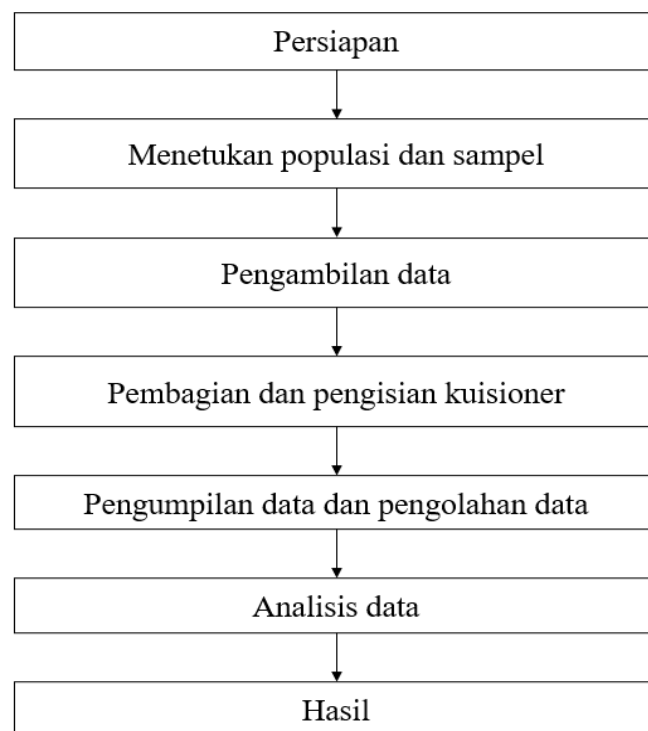 Persiapan
Menetukan populasi dan sampel
Pengambilan data
Pembagian dan pengisian kuisioner
Pengumpilan data dan pengolahan data
Analisis data
Hasil